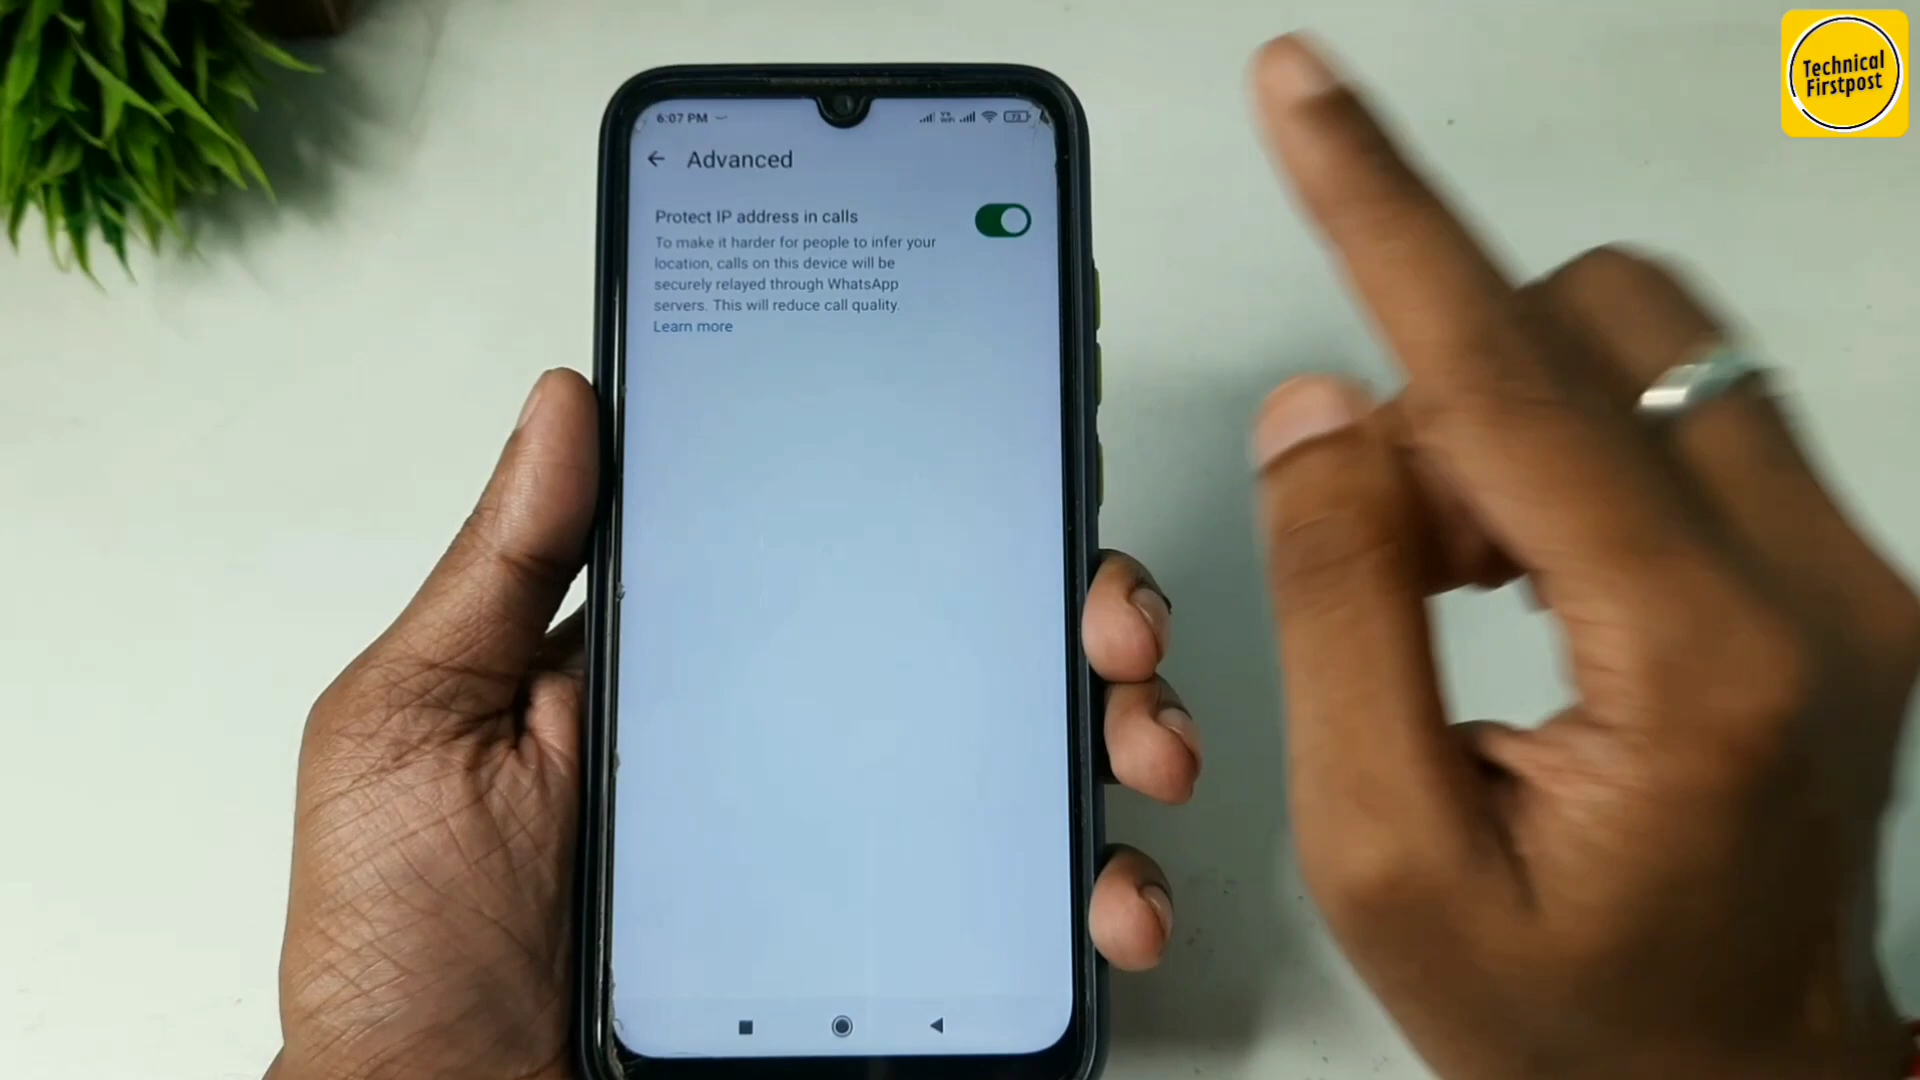 Technical
Firstpost
6:07 PM
73
Advanced
Protect IP address in calls
To make it harder for people to infer your
location, calls on this device will be
securely relayed through WhatsApp
servers. This will reduce call quality.
Learn more